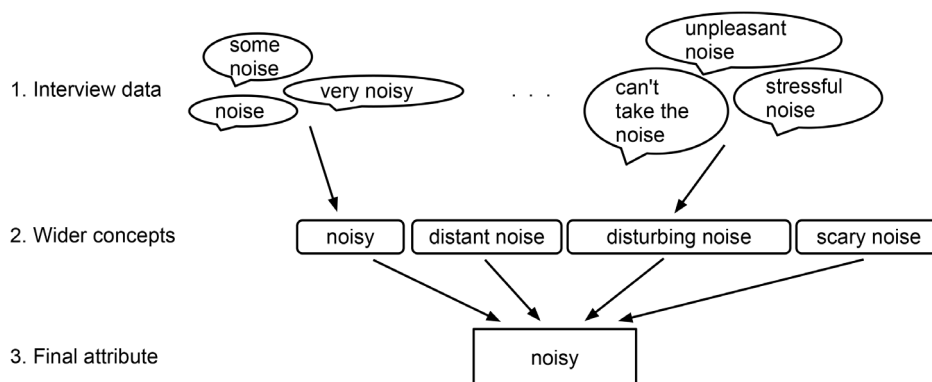 1. Interview data
some
noise
noise
very noisy
. . .
unpleasant
noise
can't
take the
noise
stressful
noise
2. Wider concepts
noisy
distant noise
disturbing noise
scary noise
3. Final attribute
noisy